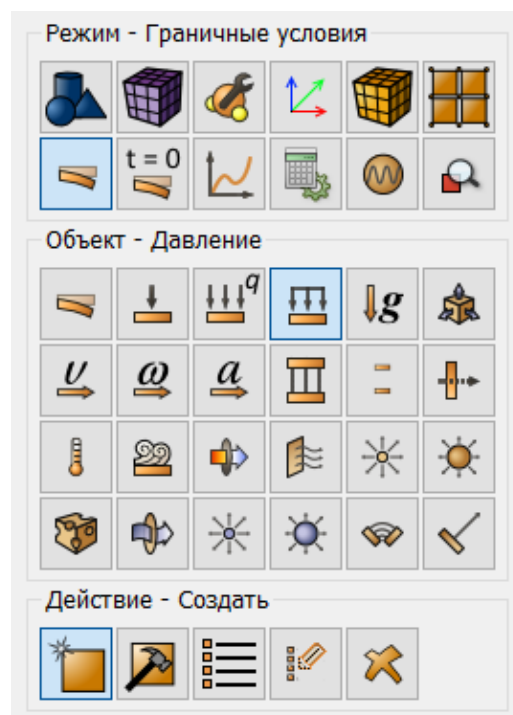 Режим - Граничные условия
t = 0
Объект - Давление
q
g
υ
ω
a
Действие - Создать